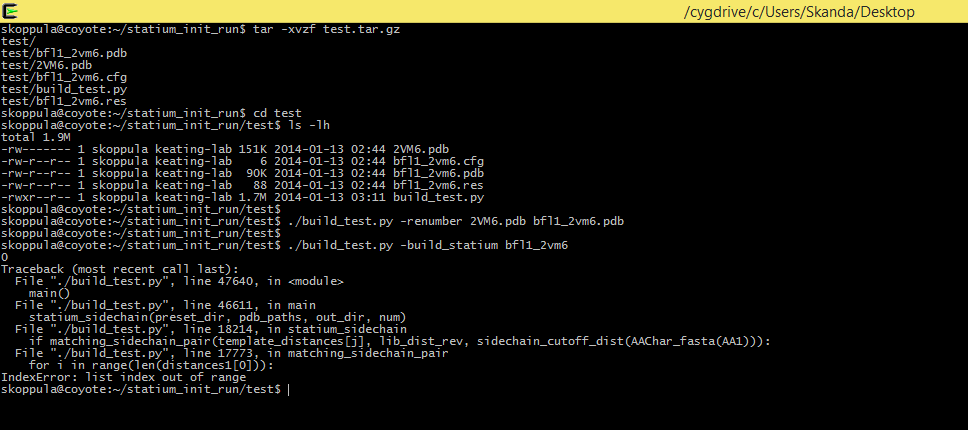 /cygdrive/c/Users/Skanda/Desktop
skoppula@coyote:~/statium_init_run$ tar -xvzf test.tar.gz
test/
test/bfl1_2vm6.pdb
test/2VM6.pdb
test/bfl1_2vm6.cfg
test/build_test.py
test/bfl1_2vm6.res
skoppula@coyote:~/statium_init_run$ cd test
skoppula@coyote:~/statium_init_run/test$ ls -lh
total 1.9M
-rw------- 1 skoppula keating-lab 151K 2014-01-13 02:44 2VM6.pdb
-rw-r--r-- 1 skoppula keating-lab    6 2014-01-13 02:44 bfl1_2vm6.cfg
-rw-r--r-- 1 skoppula keating-lab  90K 2014-01-13 02:44 bfl1_2vm6.pdb
-rw-r--r-- 1 skoppula keating-lab   88 2014-01-13 02:44 bfl1_2vm6.res
-rwxr--r-- 1 skoppula keating-lab 1.7M 2014-01-13 03:11 build_test.py
skoppula@coyote:~/statium_init_run/test$
skoppula@coyote:~/statium_init_run/test$ ./build_test.py -renumber 2VM6.pdb bfl1_2vm6.pdb
skoppula@coyote:~/statium_init_run/test$
skoppula@coyote:~/statium_init_run/test$ ./build_test.py -build_statium bfl1_2vm6
0
Traceback (most recent call last):
  File "./build_test.py", line 47640, in <module>
    main()
  File "./build_test.py", line 46611, in main
    statium_sidechain(preset_dir, pdb_paths, out_dir, num)
  File "./build_test.py", line 18214, in statium_sidechain
    if matching_sidechain_pair(template_distances[j], lib_dist_rev, sidechain_cutoff_dist(AAChar_fasta(AA1))):
  File "./build_test.py", line 17773, in matching_sidechain_pair
    for i in range(len(distances1[0])):
IndexError: list index out of range
skoppula@coyote:~/statium_init_run/test$